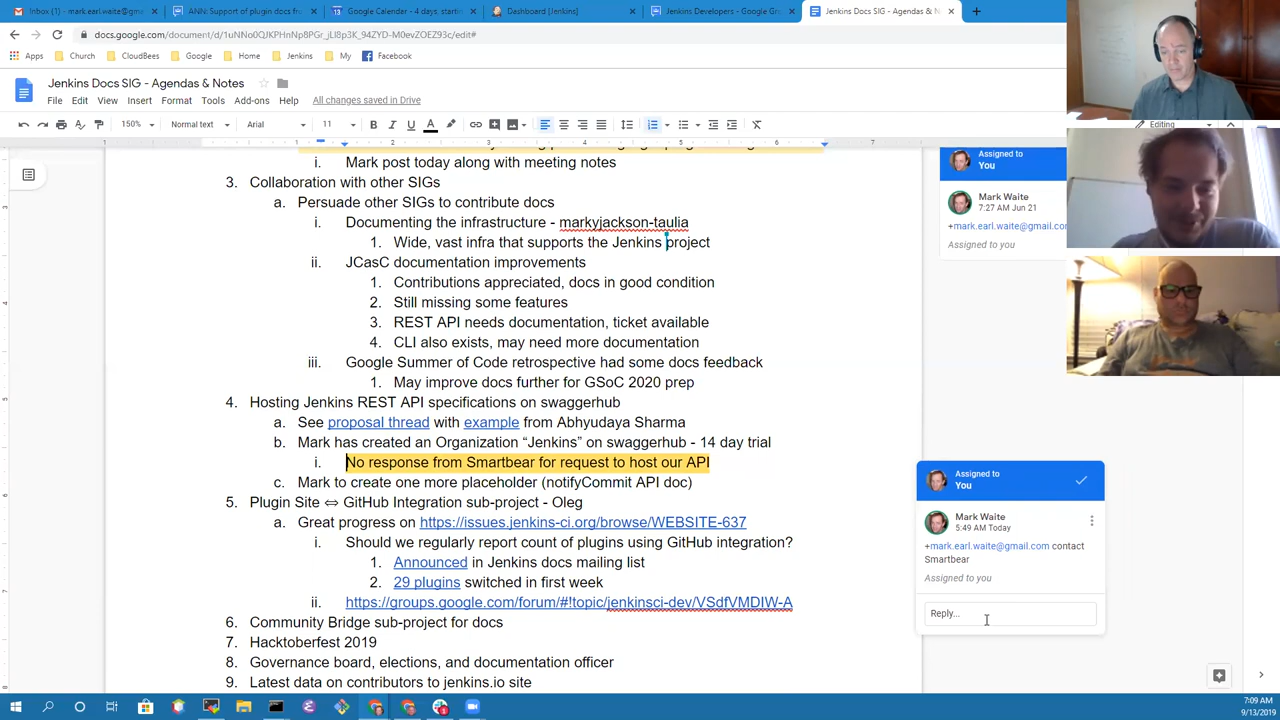 Inbox (1) - mark.earl.waite@gmai
ANN: Support of plugin docs fro
Google Calendar - 4 days, startin
Dashboard [Jenkins]
Jenkins Developers - Google Gro
Jenkins Docs SIG - Agendas & N
docs.google.com/document/d/1uNNo0QJKPHnNp8PGr_jLl8p3K_94ZYD-M0evZOEZ93c/edit#
Apps Church CloudBees Google Home Jenkins My Facebook
Jenkins Docs SIG - Agendas & Notes
File Edit View Insert Format Tools Add-ons Help All changes saved in Drive
150% Normal text Arial 11 B I U A Editing
1 2 3 4 5 6 7
i. Mark post today along with meeting notes
3. Collaboration with other SIGs
a. Persuade other SIGs to contribute docs
i. Documenting the infrastructure - markyjackson-taulia
1. Wide, vast infra that supports the Jenkins project
ii. JCasC documentation improvements
1. Contributions appreciated, docs in good condition
2. Still missing some features
3. REST API needs documentation, ticket available
4. CLI also exists, may need more documentation
iii. Google Summer of Code retrospective had some docs feedback
1. May improve docs further for GSoC 2020 prep
4. Hosting Jenkins REST API specifications on swaggerhub
a. See proposal thread with example from Abhyudaya Sharma
b. Mark has created an Organization “Jenkins” on swaggerhub - 14 day trial
i. No response from Smartbear for request to host our API
c. Mark to create one more placeholder (notifyCommit API doc)
5. Plugin Site ⇔ GitHub Integration sub-project - Oleg
a. Great progress on https://issues.jenkins-ci.org/browse/WEBSITE-637
i. Should we regularly report count of plugins using GitHub integration?
1. Announced in Jenkins docs mailing list
2. 29 plugins switched in first week
ii. https://groups.google.com/forum/#!topic/jenkinsci-dev/VSdfVMDIW-A
6. Community Bridge sub-project for docs
7. Hacktoberfest 2019
8. Governance board, elections, and documentation officer
9. Latest data on contributors to jenkins.io site
Assigned to
You
Mark Waite
7:27 AM Jun 21
+mark.earl.waite@gmail.co
Assigned to you
Assigned to
You
Mark Waite
5:49 AM Today
+mark.earl.waite@gmail.com contact
Smartbear
Assigned to you
Reply...
7:09 AM
9/13/2019